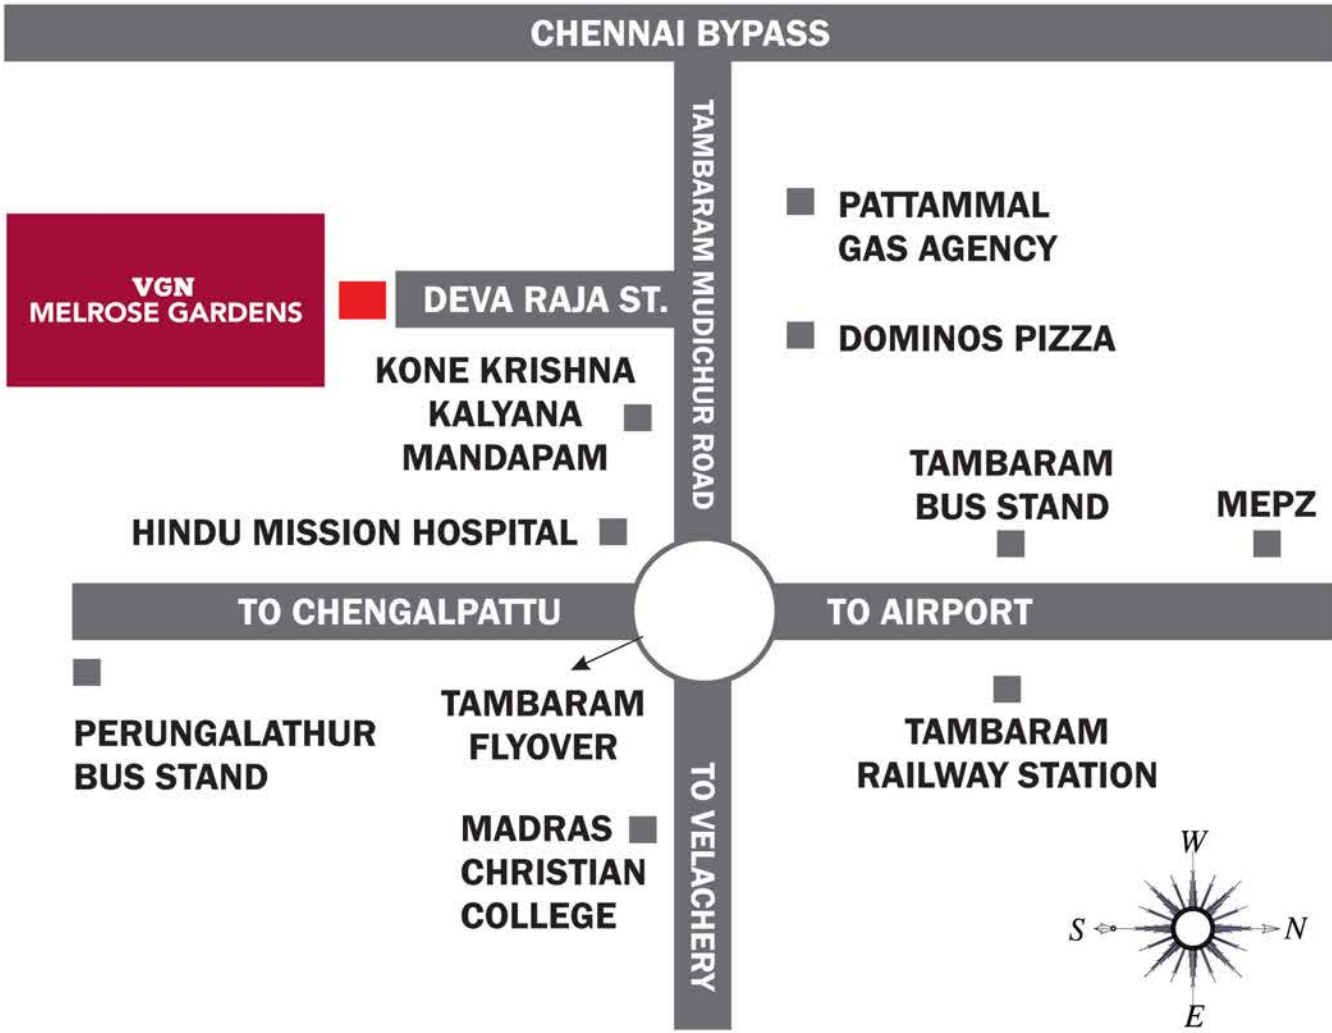 CHENNAI BYPASS
TAMBARAM MUDICHUR ROAD
PATTAMMAL
GAS AGENCY
VGN
MELROSE GARDENS
DEVA RAJA ST.
DOMINOS PIZZA
KONE KRISHNA
KALYANA
MANDAPAM
TAMBARAM
BUS STAND
MEPZ
HINDU MISSION HOSPITAL
TO CHENGALPATTU
TO AIRPORT
PERUNGALATHUR
BUS STAND
TAMBARAM
FLYOVER
TAMBARAM
RAILWAY STATION
TO VELACHERY
MADRAS
CHRISTIAN
COLLEGE
W
S
N
E